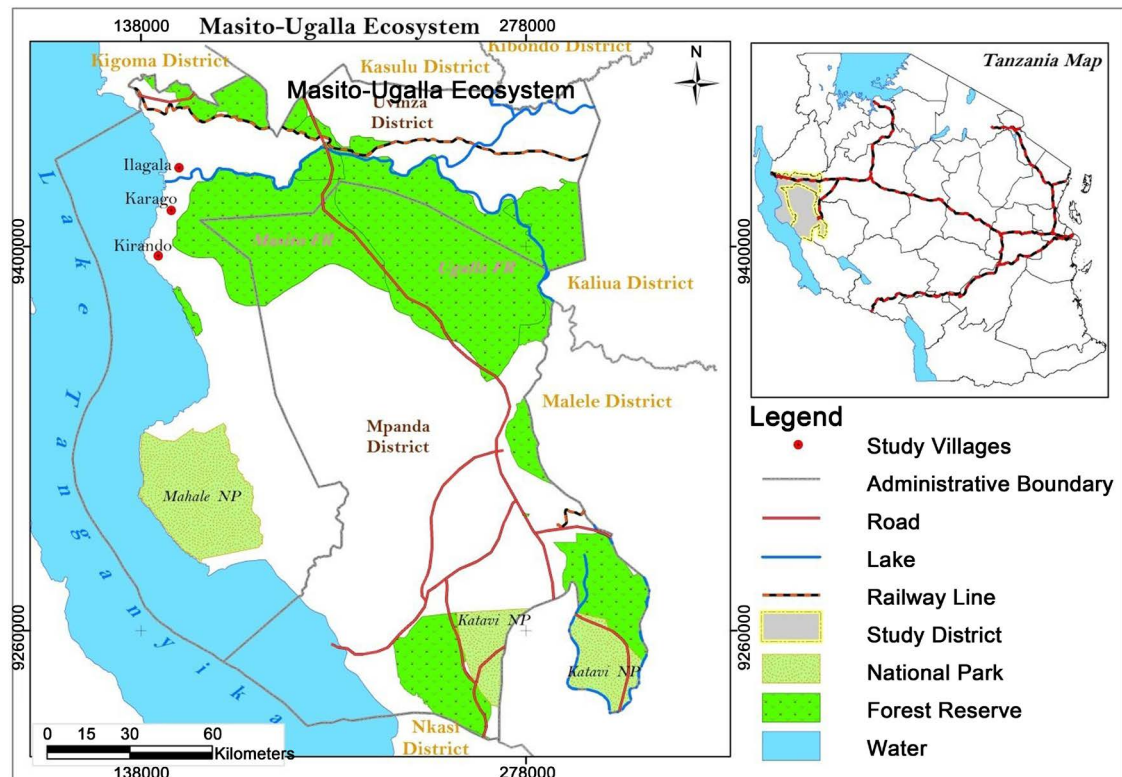 138000
Masito-Ugalla Ecosystem
278000
Kibondo District
Kigoma District
Kasulu District
N
Masito-Ugalla Ecosystem
Uvinza
District
Ilagala
Karago
Kirando
Masito FR
Ugalla FR
9400000
9400000
Kaliua District
Lake Tanganyika
Malele District
Mpanda
District
Mahale NP
Katavi NP
Katavi NP
9260000
9260000
Nkasi
District
0 15 30 60
Kilometers
138000
278000
Tanzania Map
Legend
Study Villages
Administrative Boundary
Road
Lake
Railway Line
Study District
National Park
Forest Reserve
Water